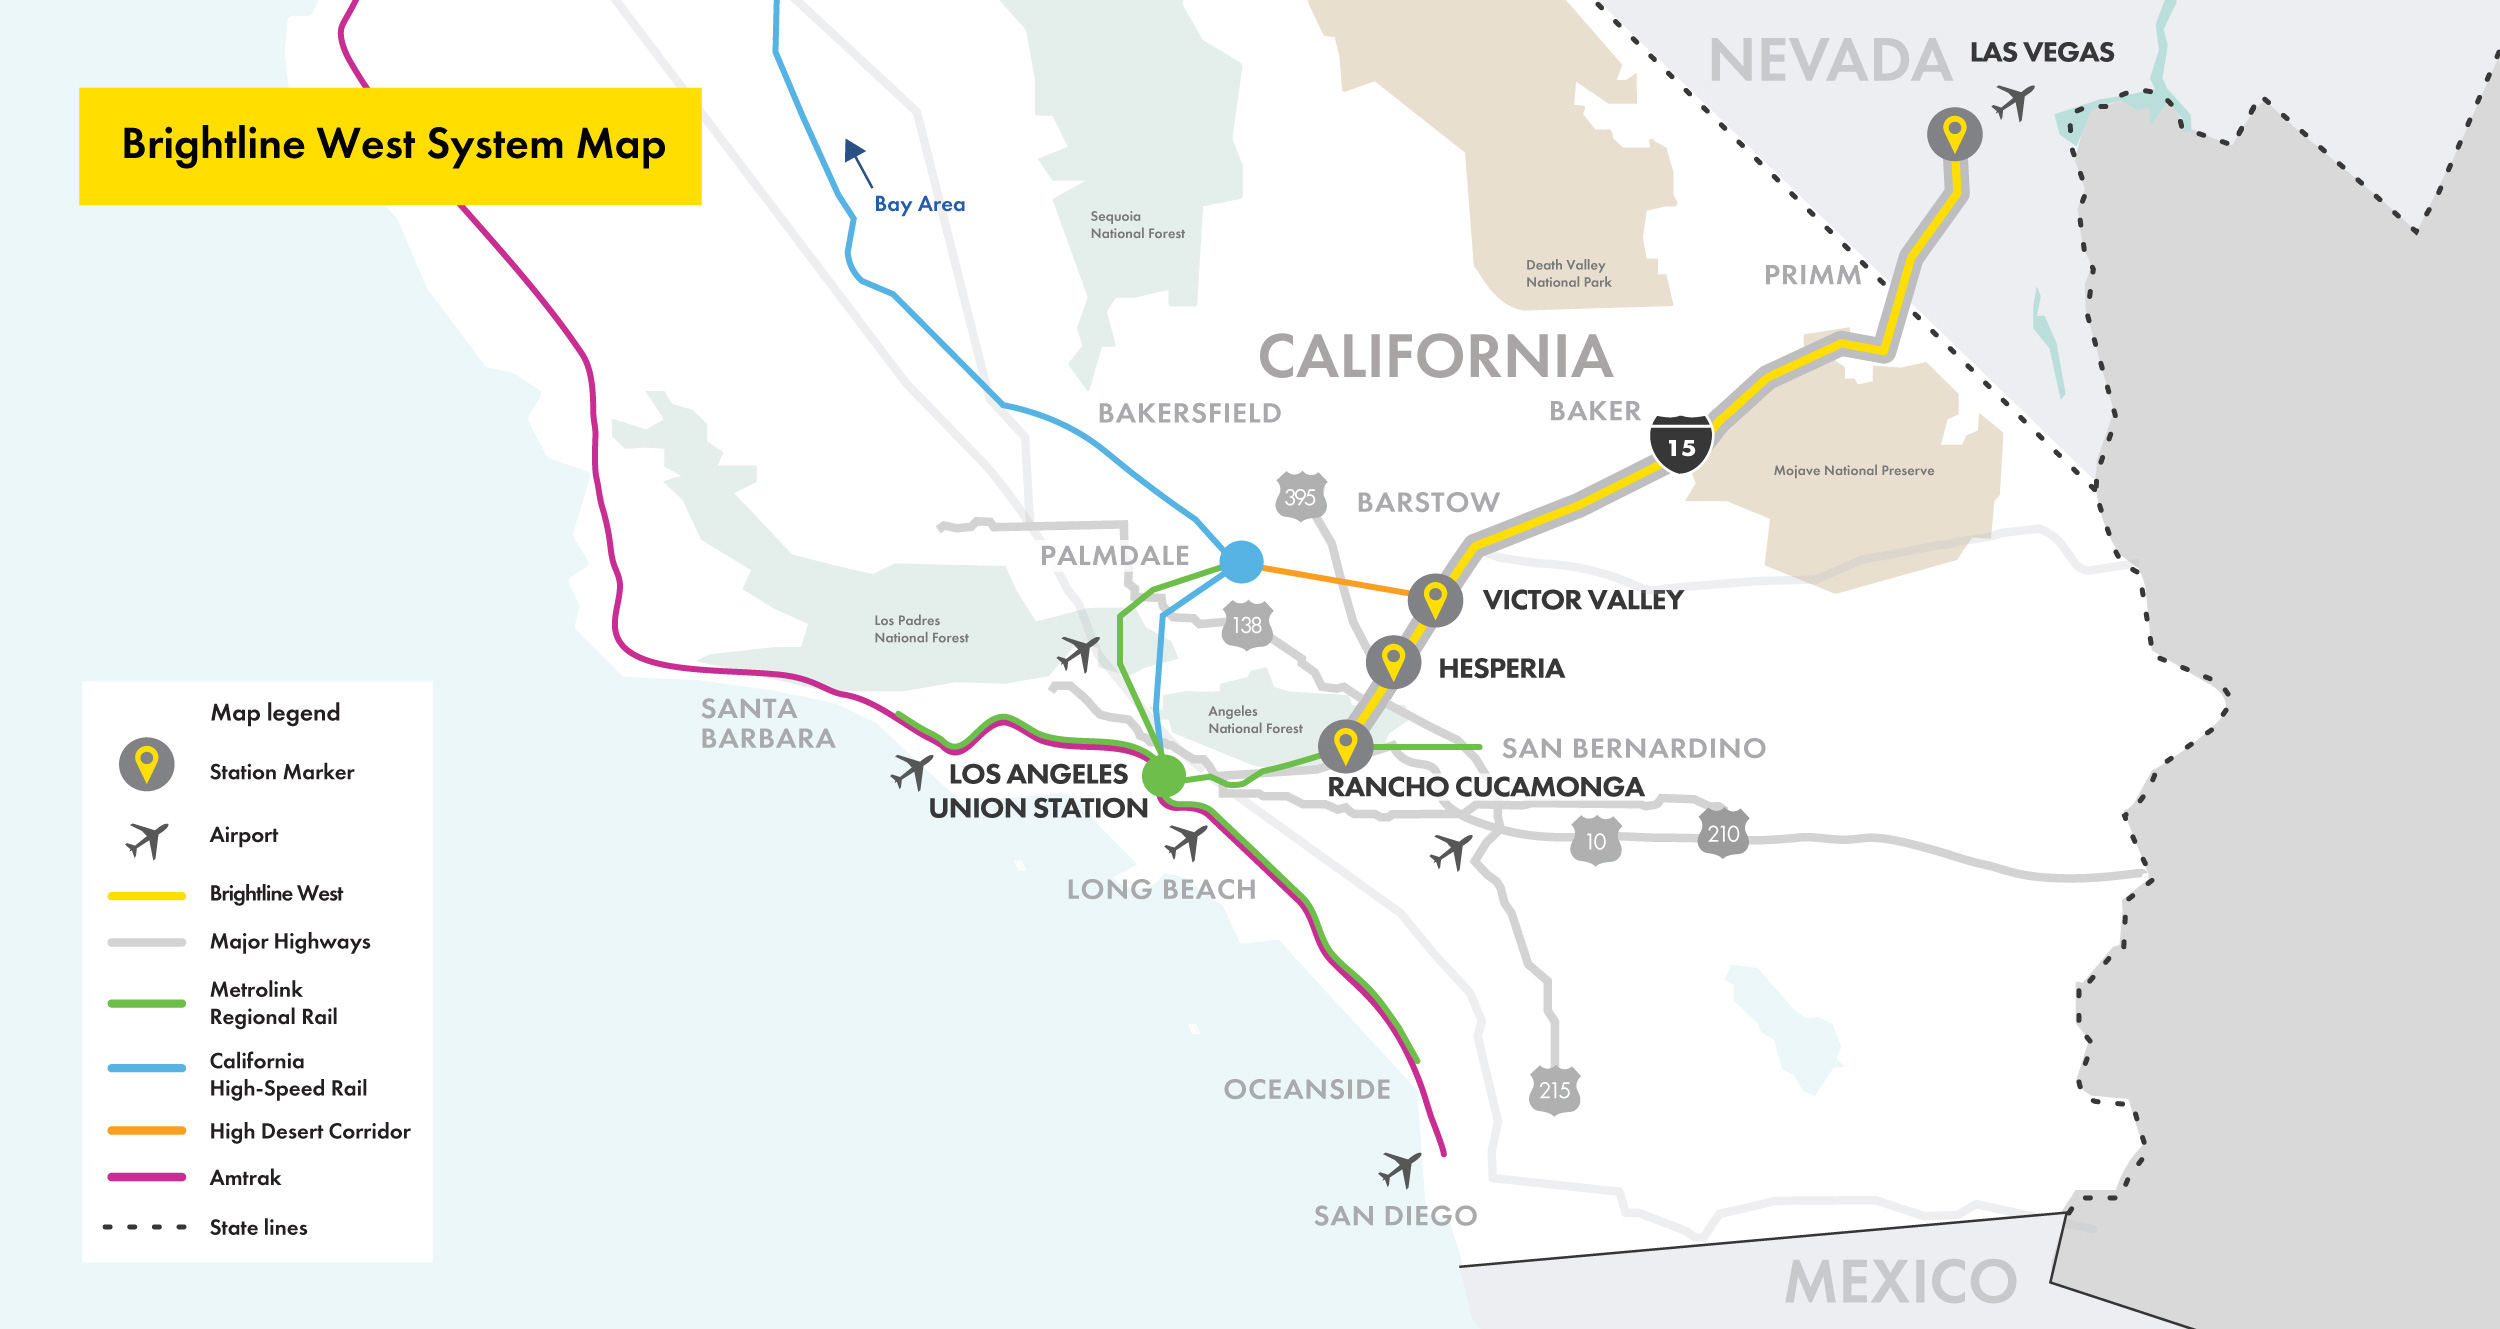 Brightline West System Map
NEVADA
LAS VEGAS
Bay Area
Sequoia
National Forest
Death Valley
National Park
PRIMM
CALIFORNIA
BAKERSFIELD
BAKER
15
Mojave National Preserve
395
BARSTOW
PALMDALE
138
VICTOR VALLEY
Los Padres
National Forest
HESPERIA
SANTA
BARBARA
Angeles
National Forest
SAN BERNARDINO
LOS ANGELES
UNION STATION
RANCHO CUCAMONGA
10
210
LONG BEACH
OCEANSIDE
215
SAN DIEGO
MEXICO
Map legend
Station Marker
Airport
Brightline West
Major Highways
Metrolink
Regional Rail
California
High-Speed Rail
High Desert Corridor
Amtrak
State lines